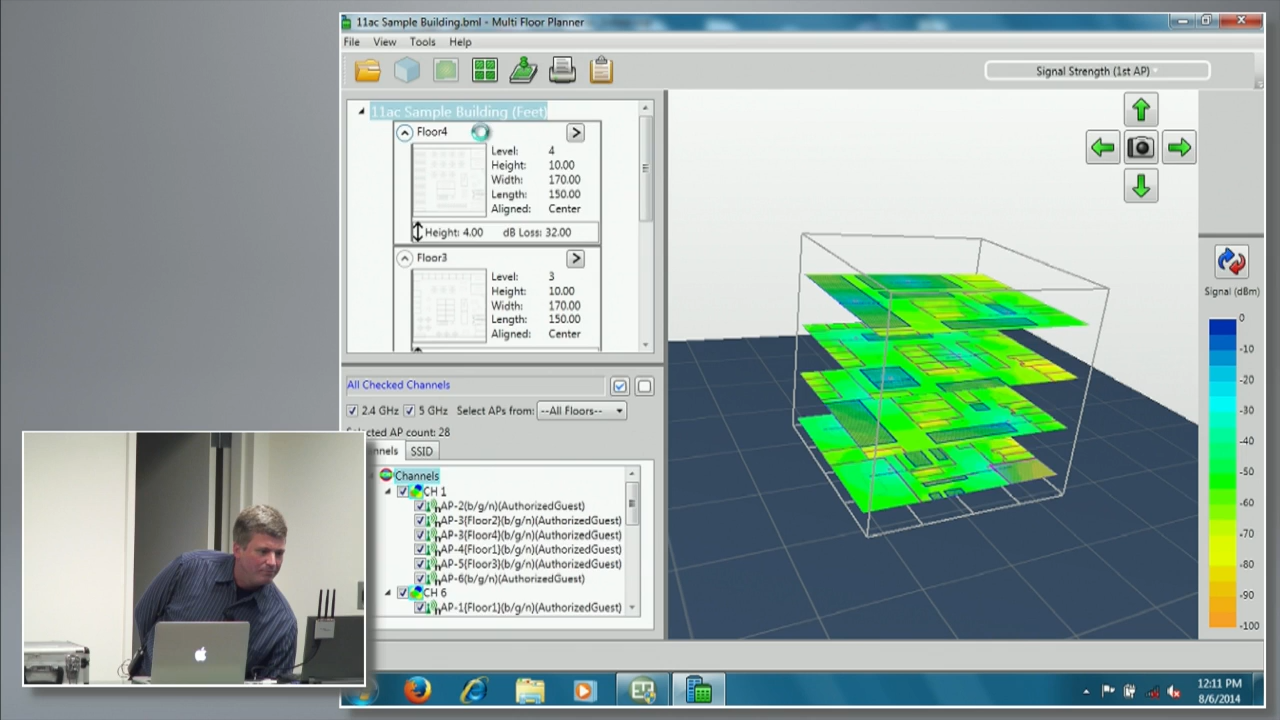 11ac Sample Building.bml - Multi Floor Planner
File View Tools Help
Signal Strength (1st AP)
11ac Sample Building (Feet)
Floor4
Level: 4
Height: 10.00
Width: 170.00
Length: 150.00
Aligned: Center
Height: 4.00 dB Loss: 32.00
Floor3
Level: 3
Height: 10.00
Width: 170.00
Length: 150.00
Aligned: Center
All Checked Channels
2.4 GHz 5 GHz Select APs from: --All Floors--
Selected AP count: 28
nnels SSID
Channels
CH 1
AP-2(b/g/n)(AuthorizedGuest)
AP-3{Floor2}(b/g/n)(AuthorizedGuest)
AP-3{Floor4}(b/g/n)(AuthorizedGuest)
AP-4{Floor1}(b/g/n)(AuthorizedGuest)
AP-5{Floor3}(b/g/n)(AuthorizedGuest)
AP-6(b/g/n)(AuthorizedGuest)
CH 6
AP-1{Floor1}(b/g/n)(AuthorizedGuest)
Signal (dBm)
0
-10
-20
-30
-40
-50
-60
-70
-80
-90
-100
12:11 PM
8/6/2014